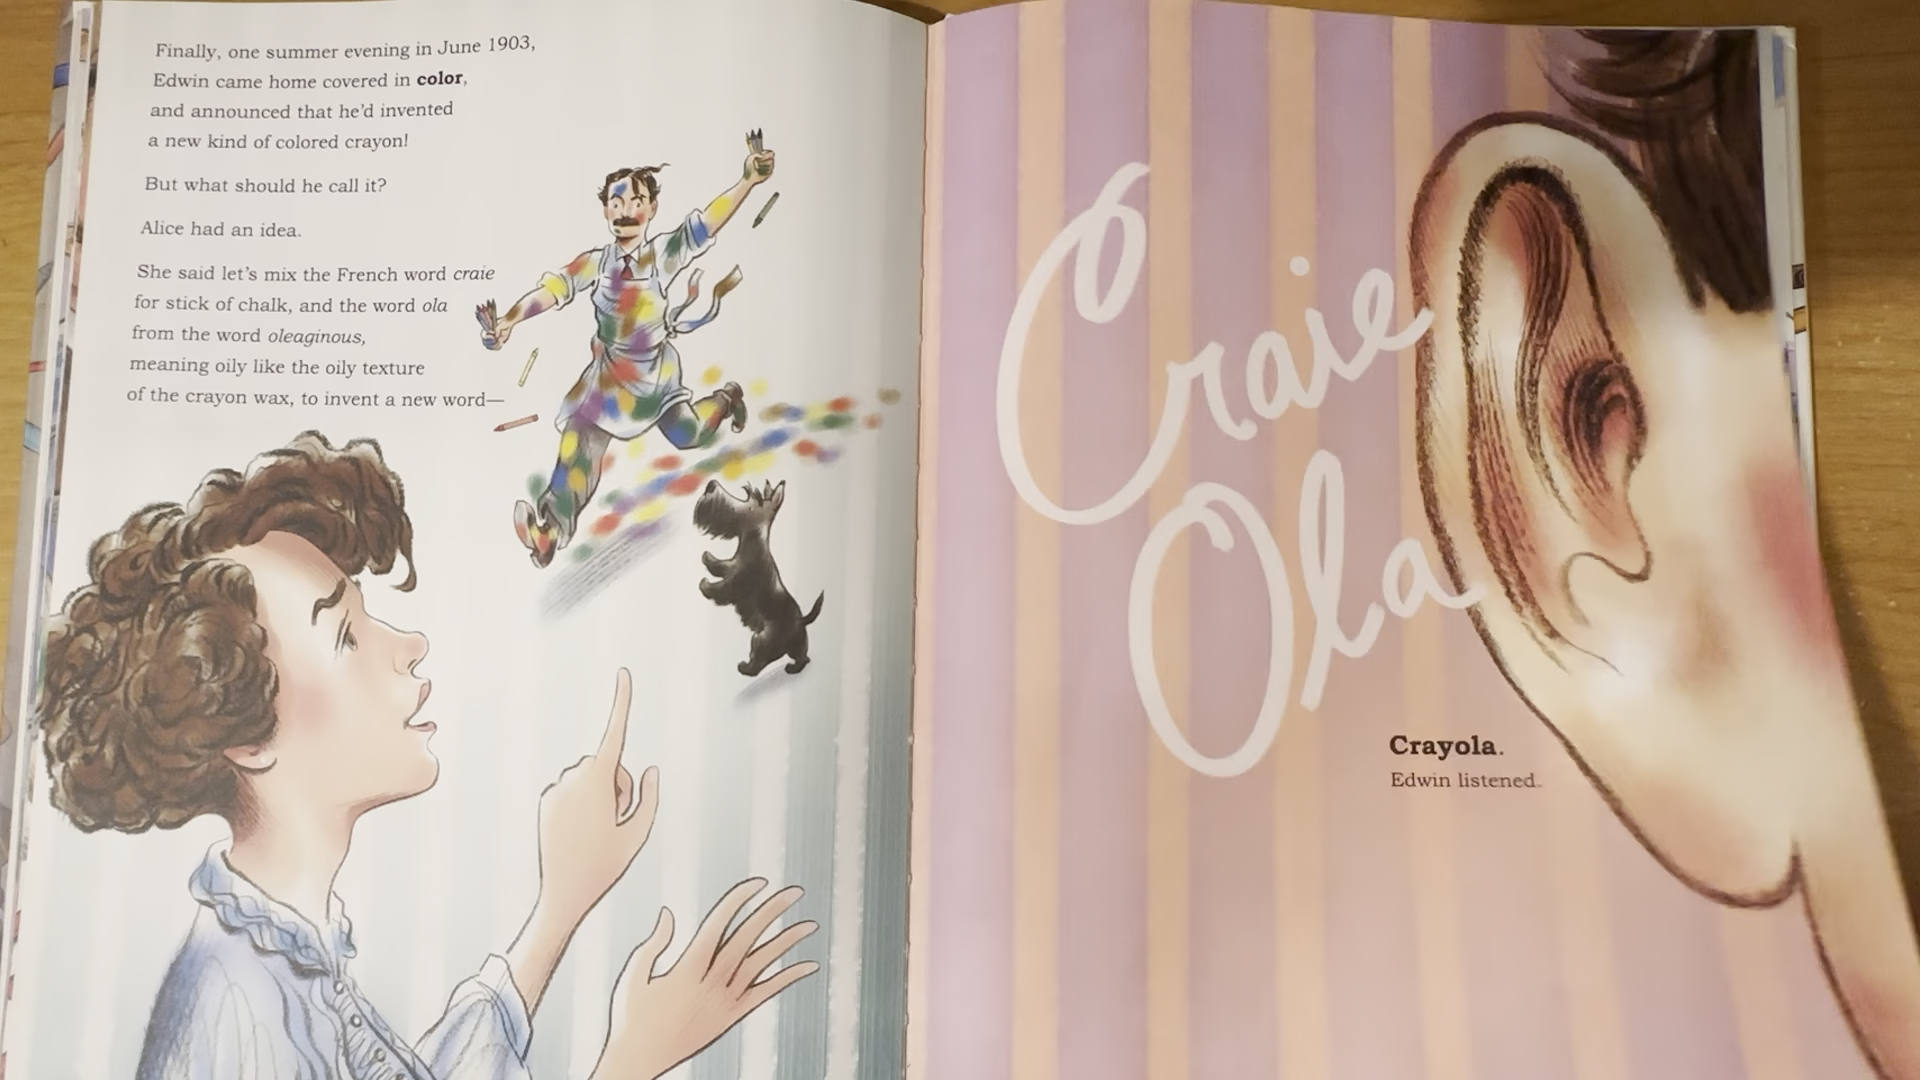 Finally, one summer evening in June 1903,
Edwin came home covered in color,
and announced that he'd invented
a new kind of colored crayon!
But what should he call it?
Alice had an idea.
She said let's mix the French word craie
for stick of chalk, and the word ola
from the word oleaginous,
meaning oily like the oily texture
of the crayon wax, to invent a new word—
Craie
Ola
Crayola.
Edwin listened.